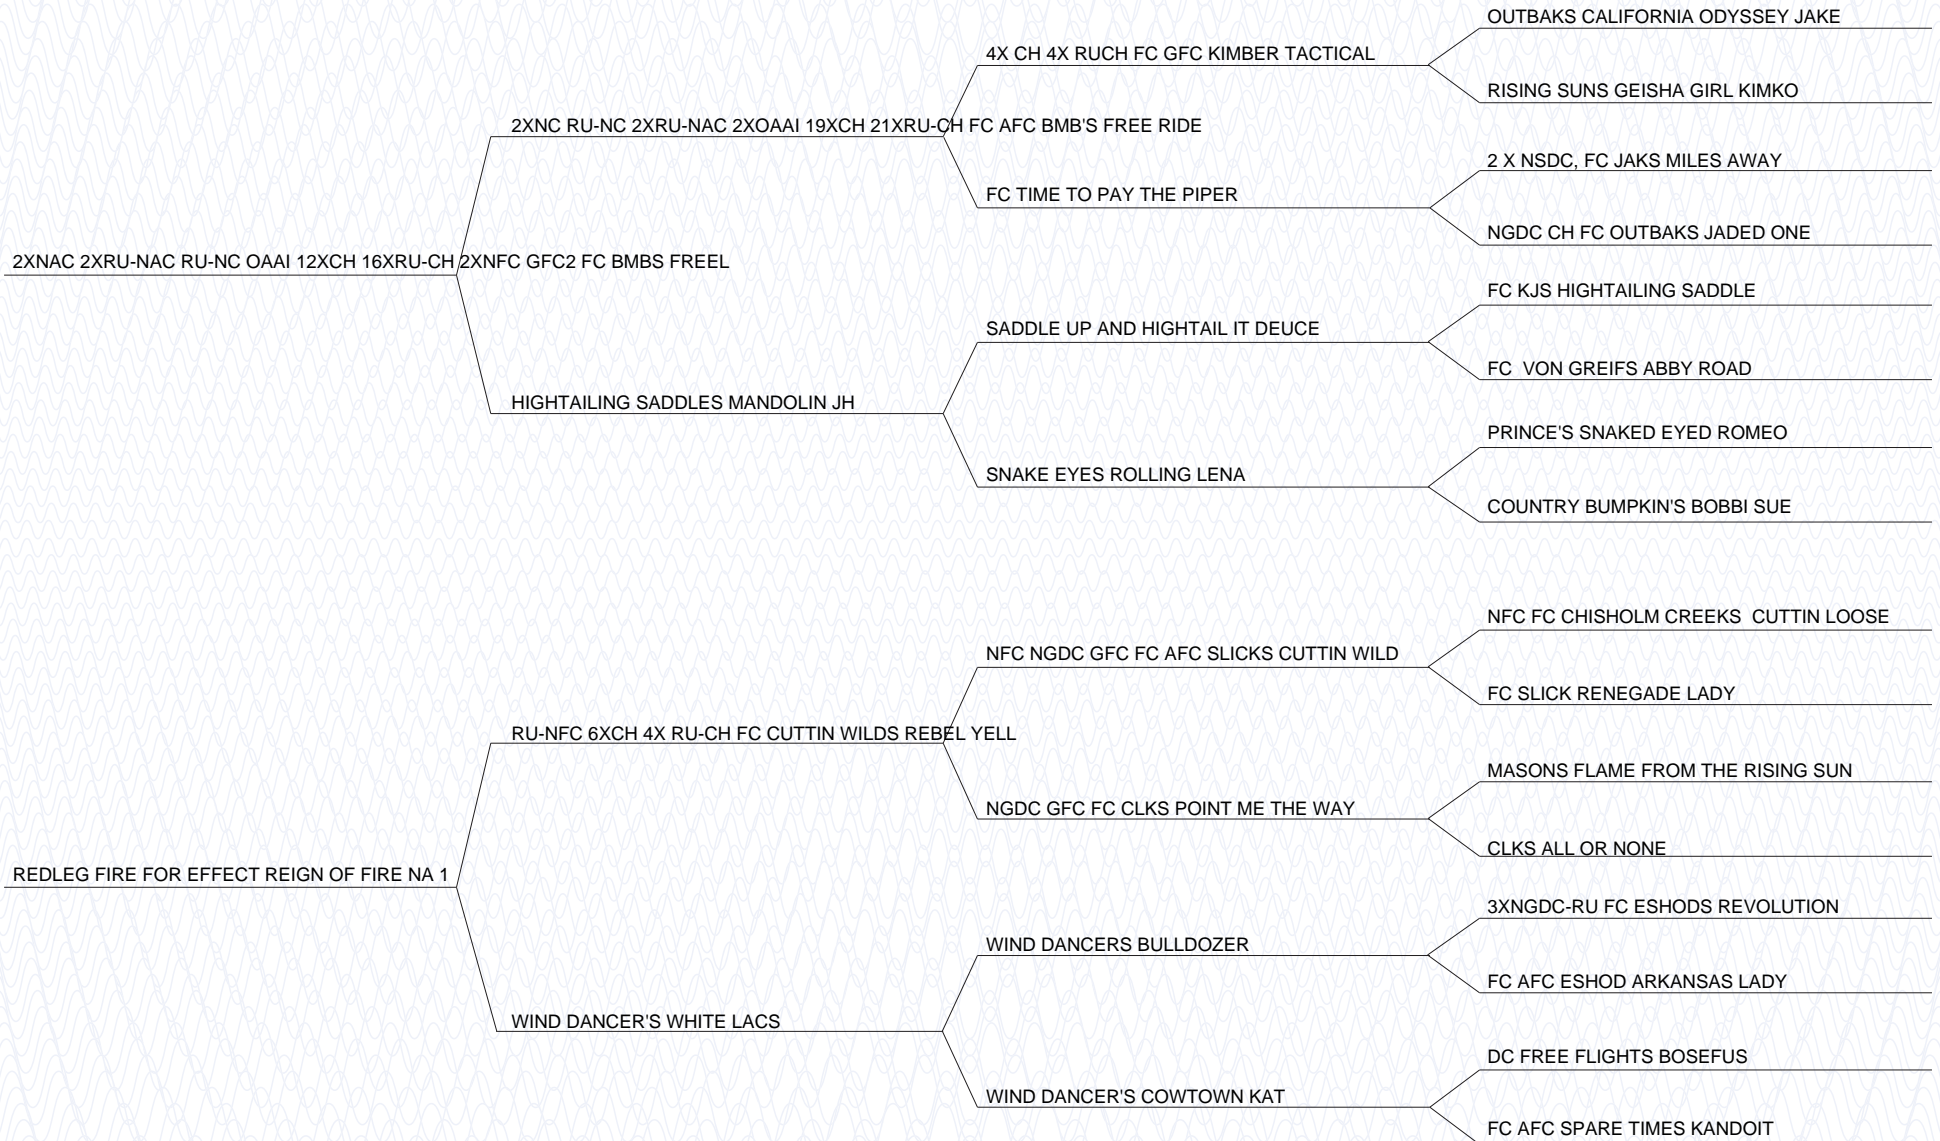 OUTBAKS CALIFORNIA ODYSSEY JAKE
4X CH 4X RUCH FC GFC KIMBER TACTICAL
RISING SUNS GEISHA GIRL KIMKO
2XNC RU-NC 2XRU-NAC 2XOAAI 19XCH 21XRU-CH FC AFC BMB'S FREE RIDE
2 X NSDC, FC JAKS MILES AWAY
FC TIME TO PAY THE PIPER
NGDC CH FC OUTBAKS JADED ONE
2XNAC 2XRU-NAC RU-NC OAAI 12XCH 16XRU-CH 2XNFC GFC2 FC BMBS FREEL
FC KJS HIGHTAILING SADDLE
SADDLE UP AND HIGHTAIL IT DEUCE
FC  VON GREIFS ABBY ROAD
HIGHTAILING SADDLES MANDOLIN JH
PRINCE'S SNAKED EYED ROMEO
SNAKE EYES ROLLING LENA
COUNTRY BUMPKIN'S BOBBI SUE
NFC FC CHISHOLM CREEKS  CUTTIN LOOSE
NFC NGDC GFC FC AFC SLICKS CUTTIN WILD
FC SLICK RENEGADE LADY
RU-NFC 6XCH 4X RU-CH FC CUTTIN WILDS REBEL YELL
MASONS FLAME FROM THE RISING SUN
NGDC GFC FC CLKS POINT ME THE WAY
CLKS ALL OR NONE
REDLEG FIRE FOR EFFECT REIGN OF FIRE NA 1
3XNGDC-RU FC ESHODS REVOLUTION
WIND DANCERS BULLDOZER
FC AFC ESHOD ARKANSAS LADY
WIND DANCER'S WHITE LACS
DC FREE FLIGHTS BOSEFUS
WIND DANCER'S COWTOWN KAT
FC AFC SPARE TIMES KANDOIT